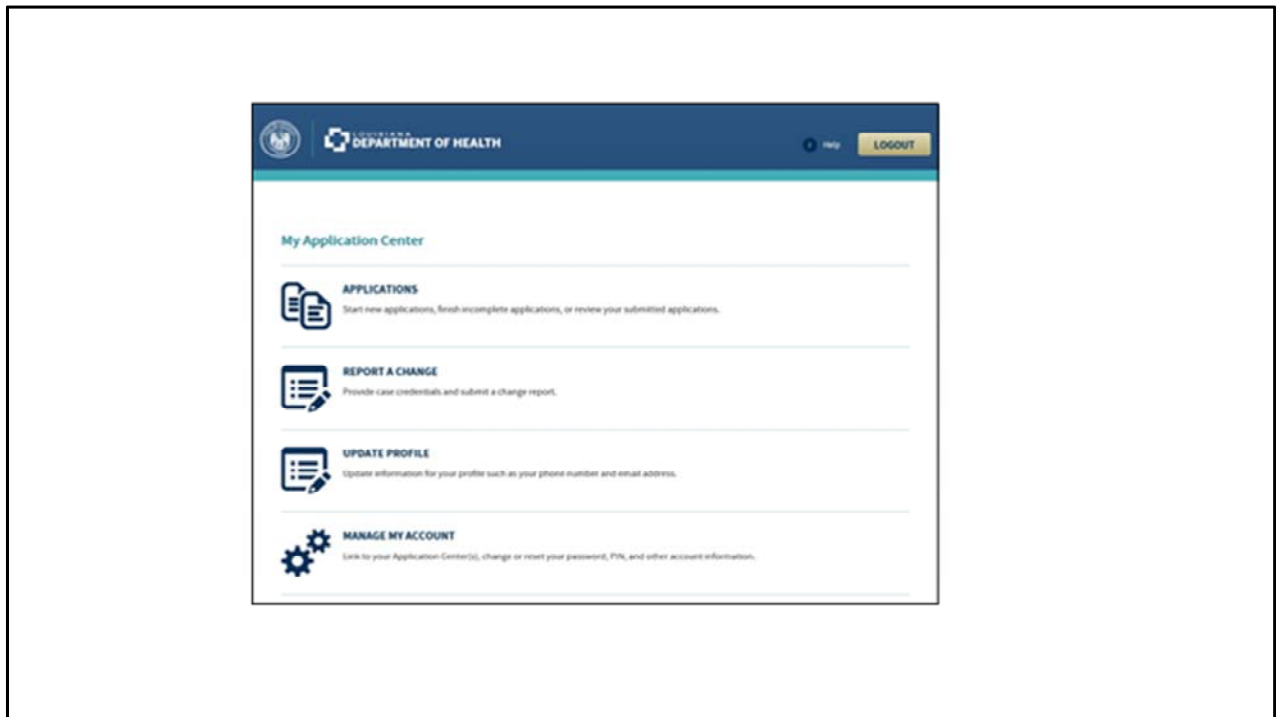 LOUISIANA
DEPARTMENT OF HEALTH
Help
LOGOUT
My Application Center
APPLICATIONS
Start new applications, finish incomplete applications, or review your submitted applications.
REPORT A CHANGE
Provide case credentials and submit a change report.
UPDATE PROFILE
Update information for your profile such as your phone number and email address.
MANAGE MY ACCOUNT
Link to your Application Center(s), change or reset your password, PIN, and other account information.